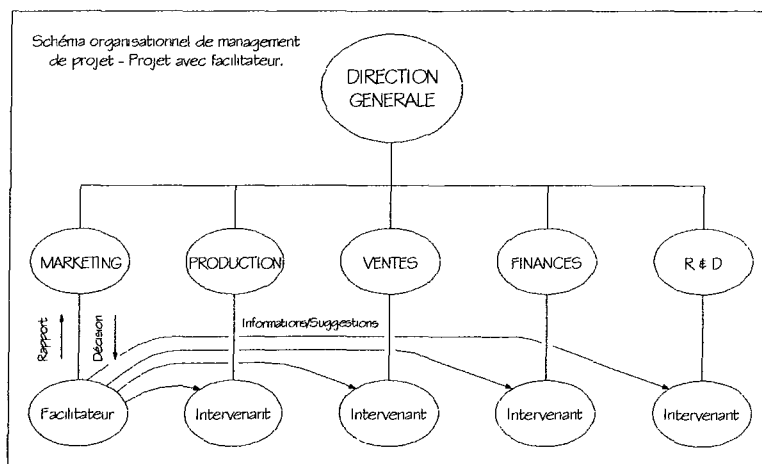 Schéma organisationnel de management
de projet - Projet avec facilitateur.
DIRECTION
GENERALE
MARKETING
PRODUCTION
VENTES
FINANCES
R & D
Rapport
Décision
Informations/Suggestions
Facilitateur
Intervenant
Intervenant
Intervenant
Intervenant